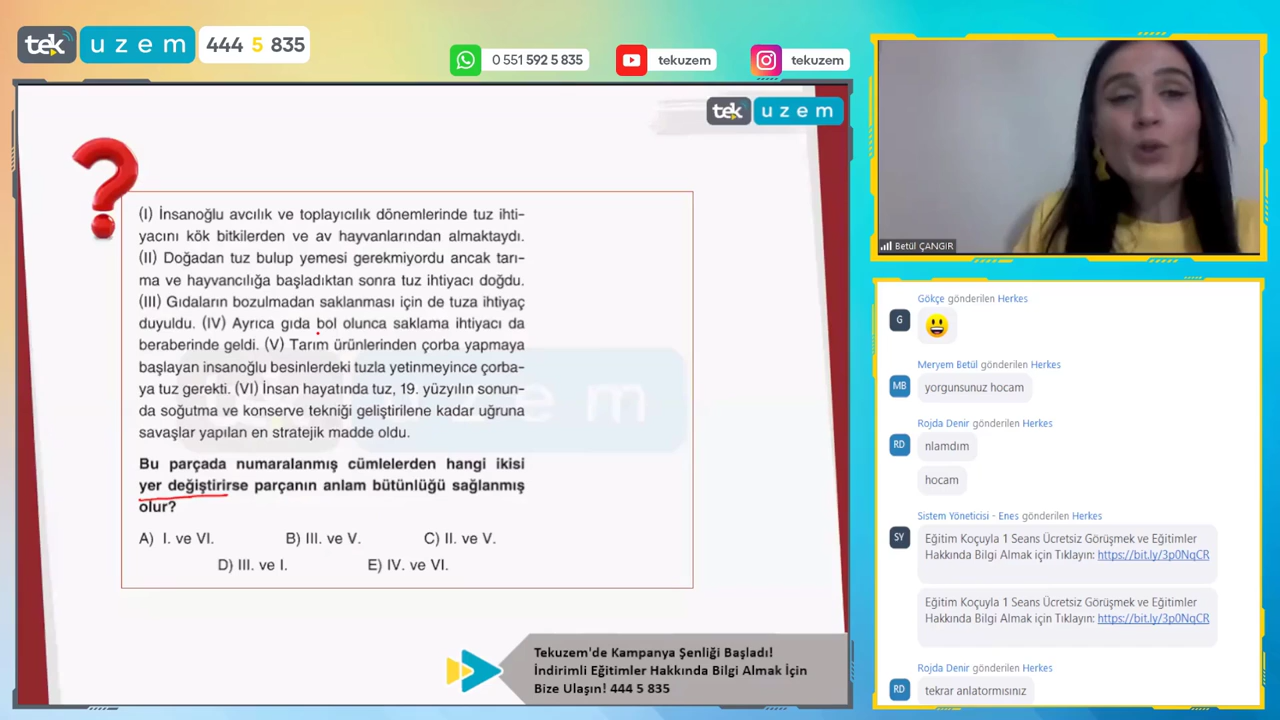 tek uzem 444 5 835
0 551 592 5 835
tekuzem
tekuzem
tek uzem
(I) İnsanoğlu avcılık ve toplayıcılık dönemlerinde tuz ihti-
yacını kök bitkilerden ve av hayvanlarından almaktaydı.
(II) Doğadan tuz bulup yemesi gerekmiyordu ancak tarı-
ma ve hayvancılığa başladıktan sonra tuz ihtiyacı doğdu.
(III) Gıdaların bozulmadan saklanması için de tuza ihtiyaç
duyuldu. (IV) Ayrıca gıda bol olunca saklama ihtiyacı da
beraberinde geldi. (V) Tarım ürünlerinden çorba yapmaya
başlayan insanoğlu besinlerdeki tuzla yetinmeyince çorba-
ya tuz gerekti. (VI) İnsan hayatında tuz, 19. yüzyılın sonun-
da soğutma ve konserve tekniği geliştirilene kadar uğruna
savaşlar yapılan en stratejik madde oldu.
Bu parçada numaralanmış cümlelerden hangi ikisi
yer değiştirirse parçanın anlam bütünlüğü sağlanmış
olur?
A) I. ve VI. B) III. ve V. C) II. ve V.
D) III. ve I. E) IV. ve VI.
Tekuzem'de Kampanya Şenliği Başladı!
İndirimli Eğitimler Hakkında Bilgi Almak İçin
Bize Ulaşın! 444 5 835
Betül ÇANGIR
Gökçe gönderilen Herkes
G
Meryem Betül gönderilen Herkes
MB yorgunsunuz hocam
Rojda Denir gönderilen Herkes
RD nlamdım
hocam
Sistem Yöneticisi - Enes gönderilen Herkes
SY Eğitim Koçuyla 1 Seans Ücretsiz Görüşmek ve Eğitimler
Hakkında Bilgi Almak için Tıklayın: https://bit.ly/3p0NqCR
Eğitim Koçuyla 1 Seans Ücretsiz Görüşmek ve Eğitimler
Hakkında Bilgi Almak için Tıklayın: https://bit.ly/3p0NqCR
Rojda Denir gönderilen Herkes
RD tekrar anlatormısınız